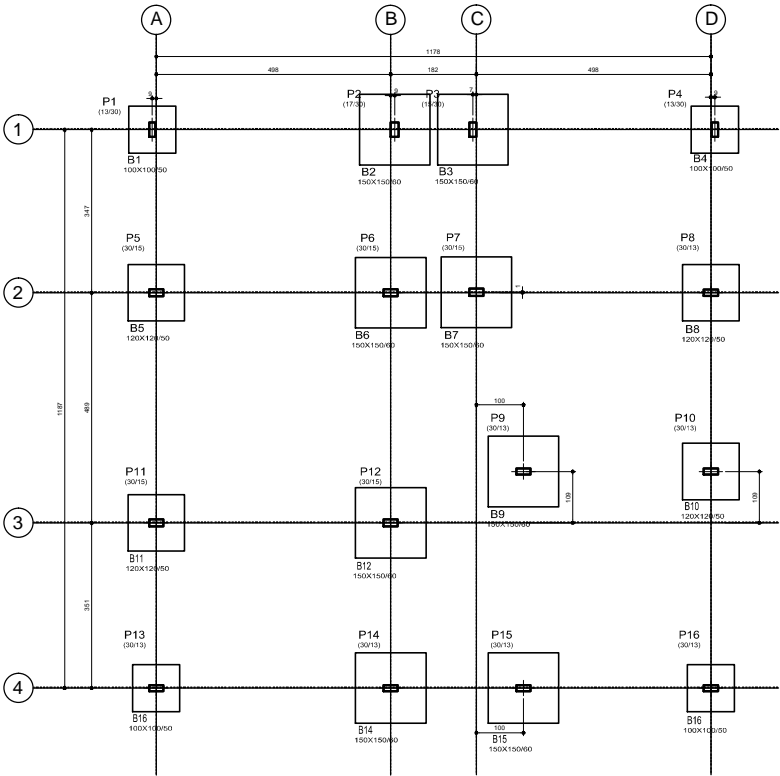 A B C D
1178
498 182 498
P1 9 P2 9 P3 7 P4 9
(13/30) (17/30) (15/30) (13/30)
1
B1 B2 B3 B4
100X100/50 150X150/60 150X150/60 100X100/50
347
P5 P6 P7 P8
(30/15) (30/15) (30/15) (30/13)
2 1
B5 B6 B7 B8
120X120/50 150X150/60 150X150/60 120X120/50
1187 489
100
P9 P10
(30/13) (30/13)
109 109
B9 B10
150X150/60 120X120/50
P11 P12
(30/15) (30/15)
3
B11 B12
120X120/50 150X150/60
351
P13 P14 P15 P16
(30/13) (30/13) (30/13) (30/13)
4
B16 B14 B15 B16
100X100/50 150X150/60 150X150/60 100X100/50
100